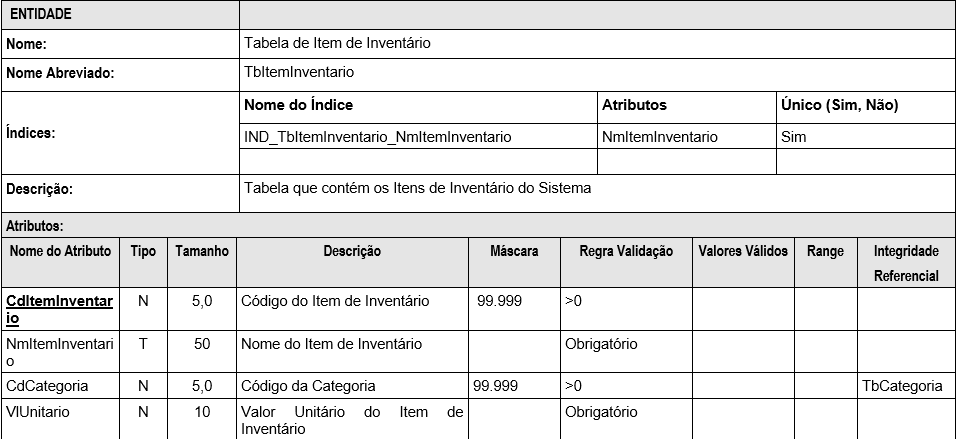 ENTIDADE
Nome: Tabela de Item de Inventário
Nome Abreviado: TbItemInventario
Índices:
Nome do Índice Atributos Único (Sim, Não)
IND_TbItemInventario_NmItemInventario NmItemInventario Sim
Descrição: Tabela que contém os Itens de Inventário do Sistema
Atributos:
Nome do Atributo Tipo Tamanho Descrição Máscara Regra Validação Valores Válidos Range Integridade
Referencial
CdItemInventar N 5,0 Código do Item de Inventário 99.999 >0
io
NmItemInventari T 50 Nome do Item de Inventário Obrigatório
o
CdCategoria N 5,0 Código da Categoria 99.999 >0 TbCategoria
VlUnitario N 10 Valor Unitário do Item de Obrigatório
Inventário